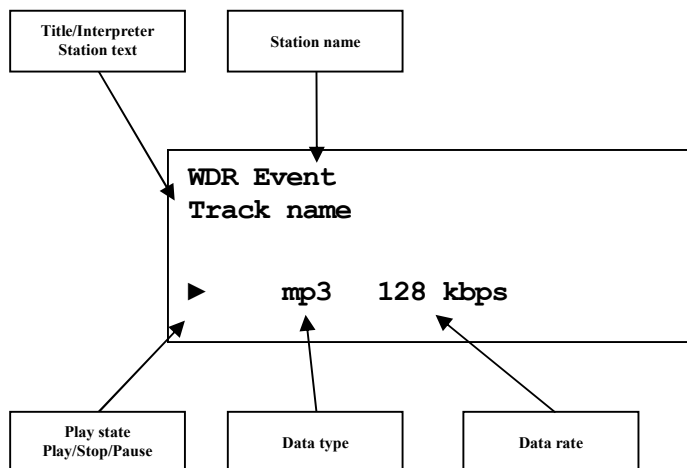 Title/Interpreter
Station text
Station name
WDR Event
Track name
► mp3 128 kbps
Play state
Play/Stop/Pause
Data type
Data rate